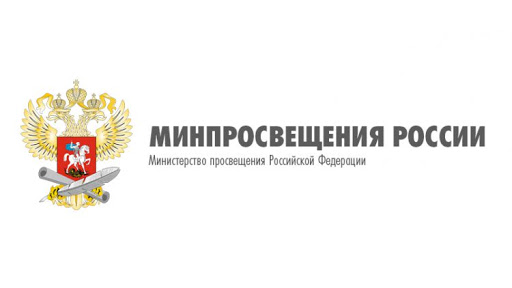 МИНПРОСВЕЩЕНИЯ РОССИИ
Министерство просвещения Российской Федерации